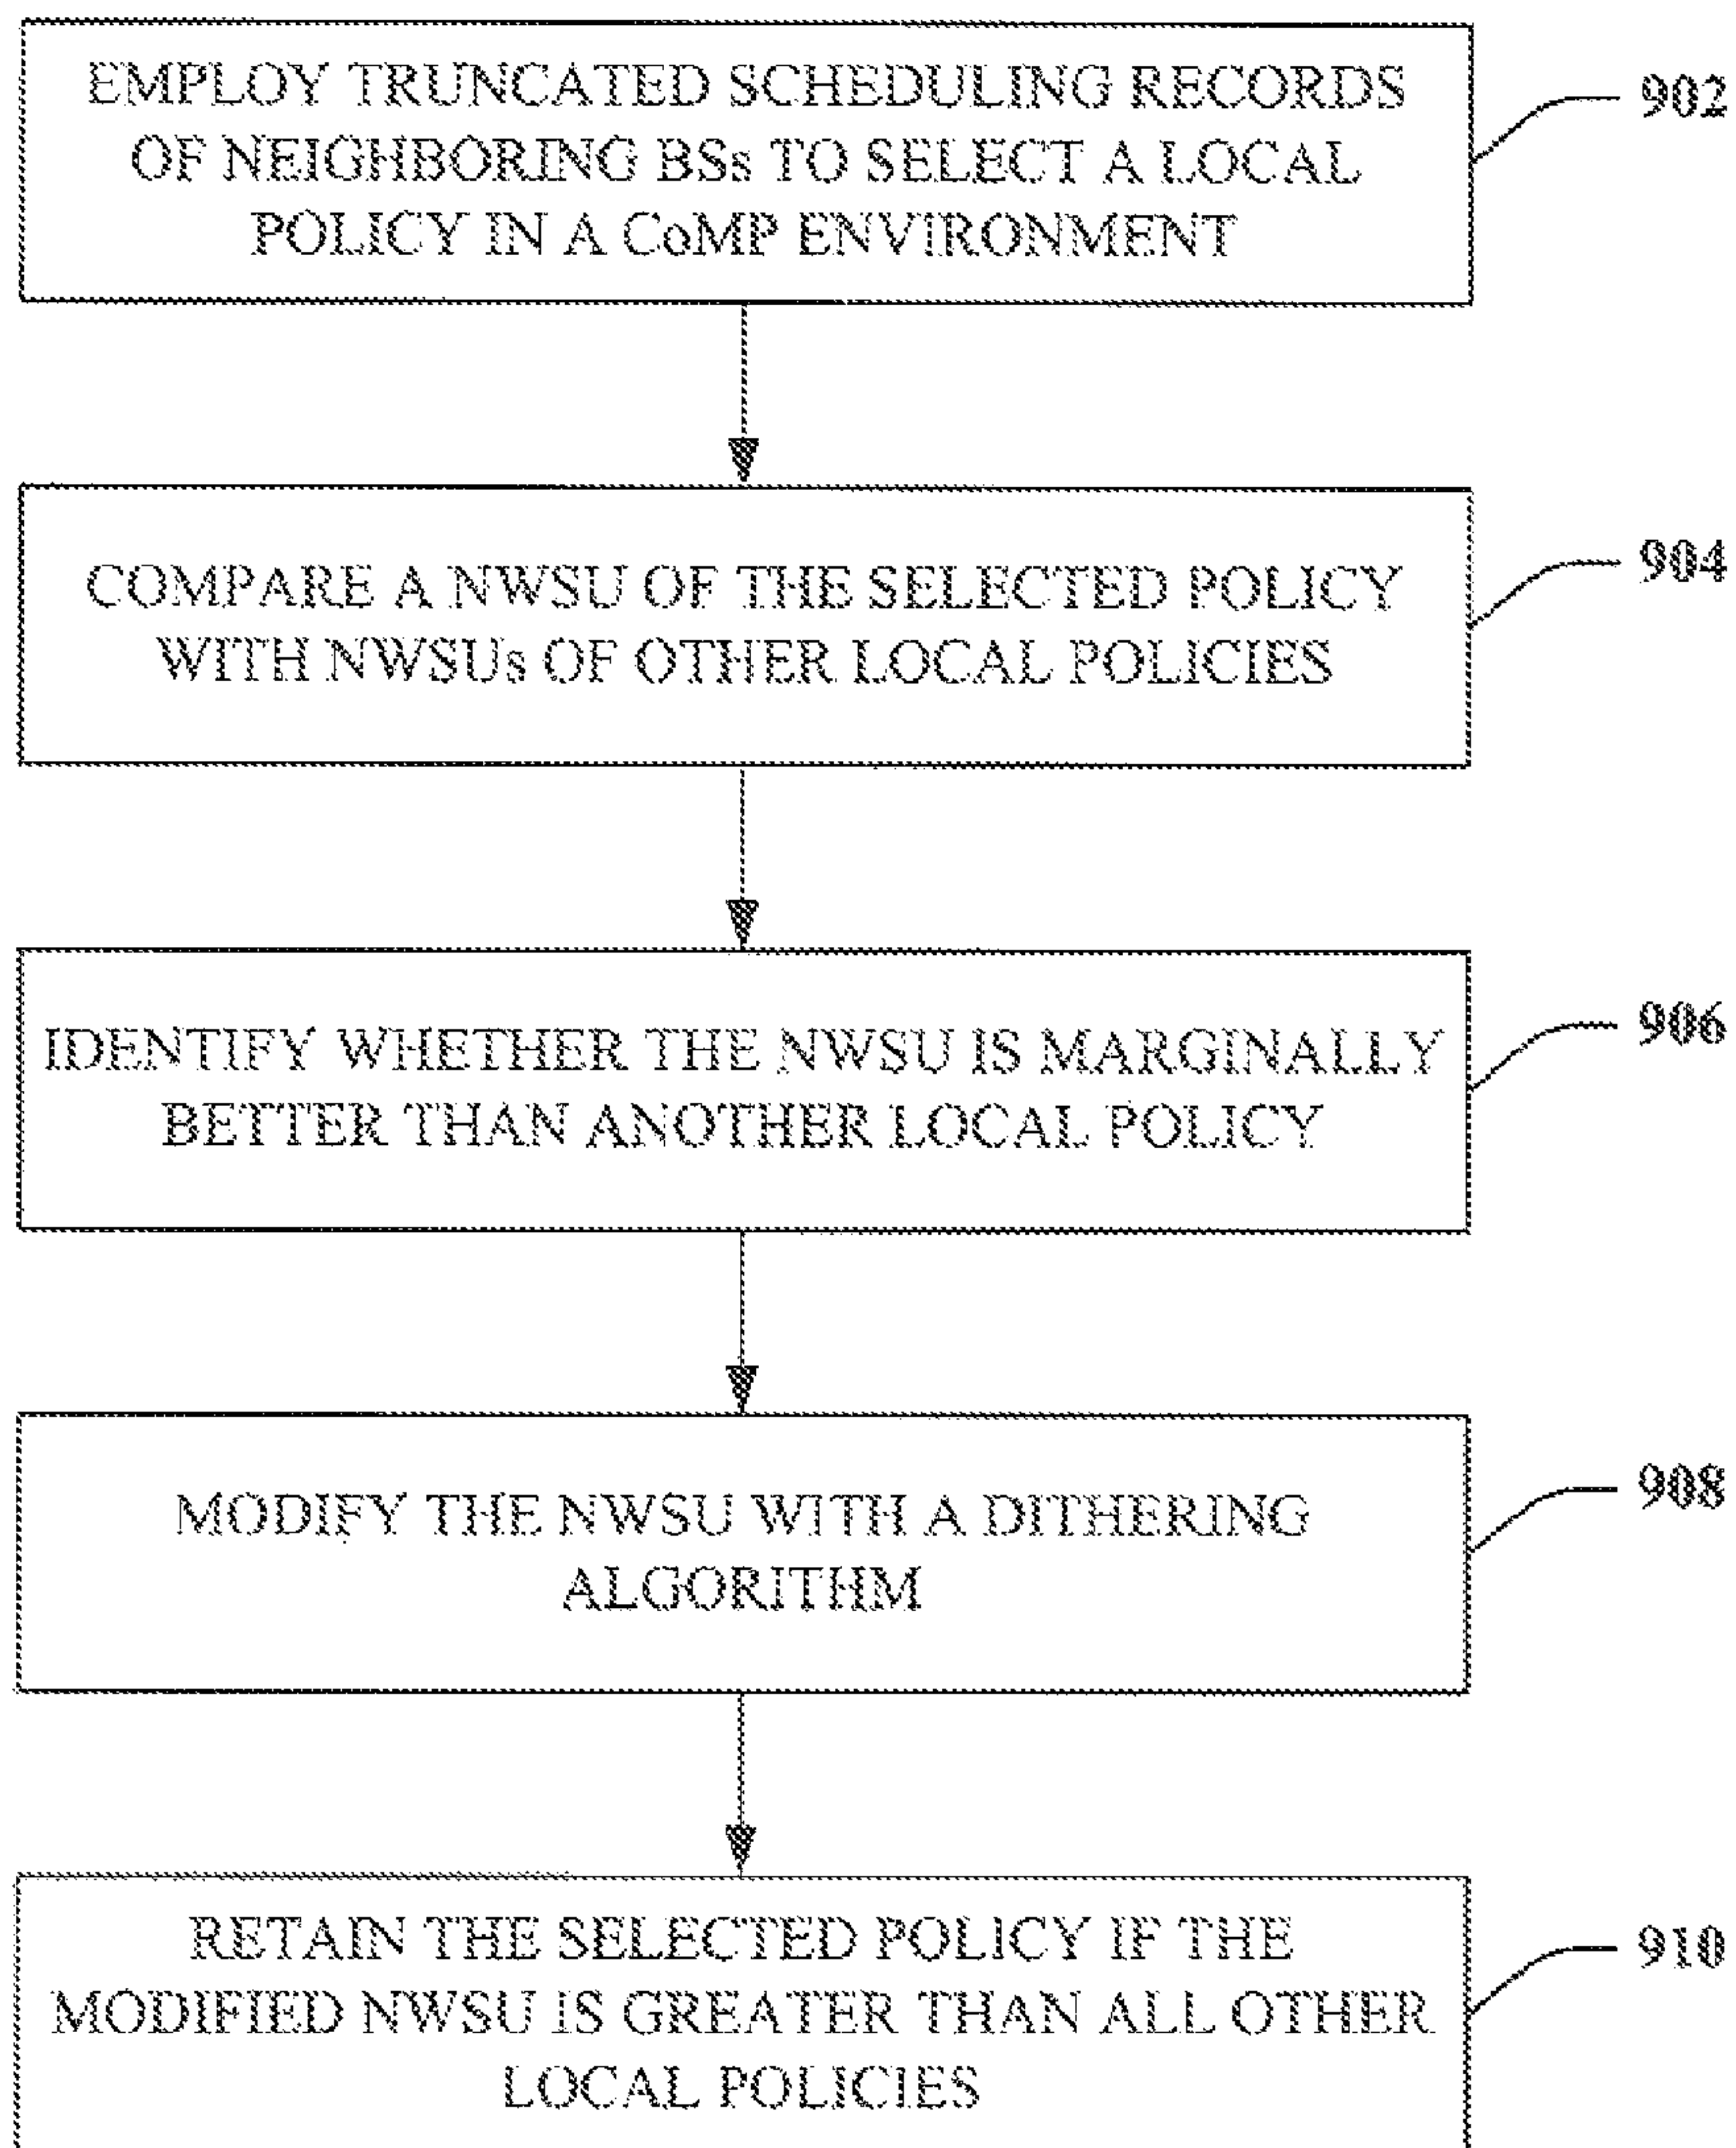 EMPLOY TRUNCATED SCHEDULING RECORDS
OF NEIGHBORING BSs TO SELECT A LOCAL
POLICY IN A CoMP ENVIRONMENT
902
COMPARE A NWSU OF THE SELECTED POLICY
WITH NWSUs OF OTHER LOCAL POLICIES
904
IDENTIFY WHETHER THE NWSU IS MARGINALLY
BETTER THAN ANOTHER LOCAL POLICY
906
MODIFY THE NWSU WITH A DITHERING
ALGORITHM
908
RETAIN THE SELECTED POLICY IF THE
MODIFIED NWSU IS GREATER THAN ALL OTHER
LOCAL POLICIES
910